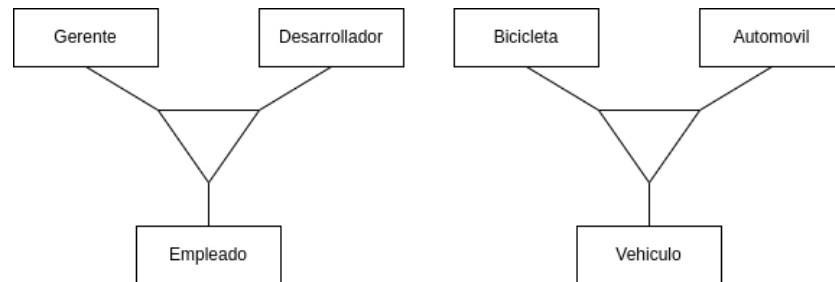 Gerente
Desarrollador
Bicicleta
Automovil
Empleado
Vehiculo